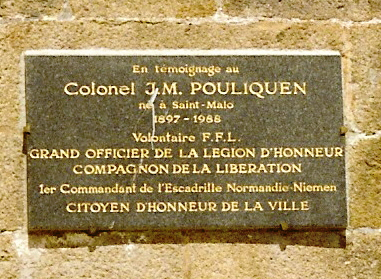 En témoignage au
Colonel J.M. POULIQUEN
né à Saint-Malo
1897 - 1988
Volontaire F.F.L.
GRAND OFFICIER DE LA LEGION D'HONNEUR
COMPAGNON DE LA LIBERATION
1er Commandant de l'Escadrille Normandie-Niemen
CITOYEN D'HONNEUR DE LA VILLE